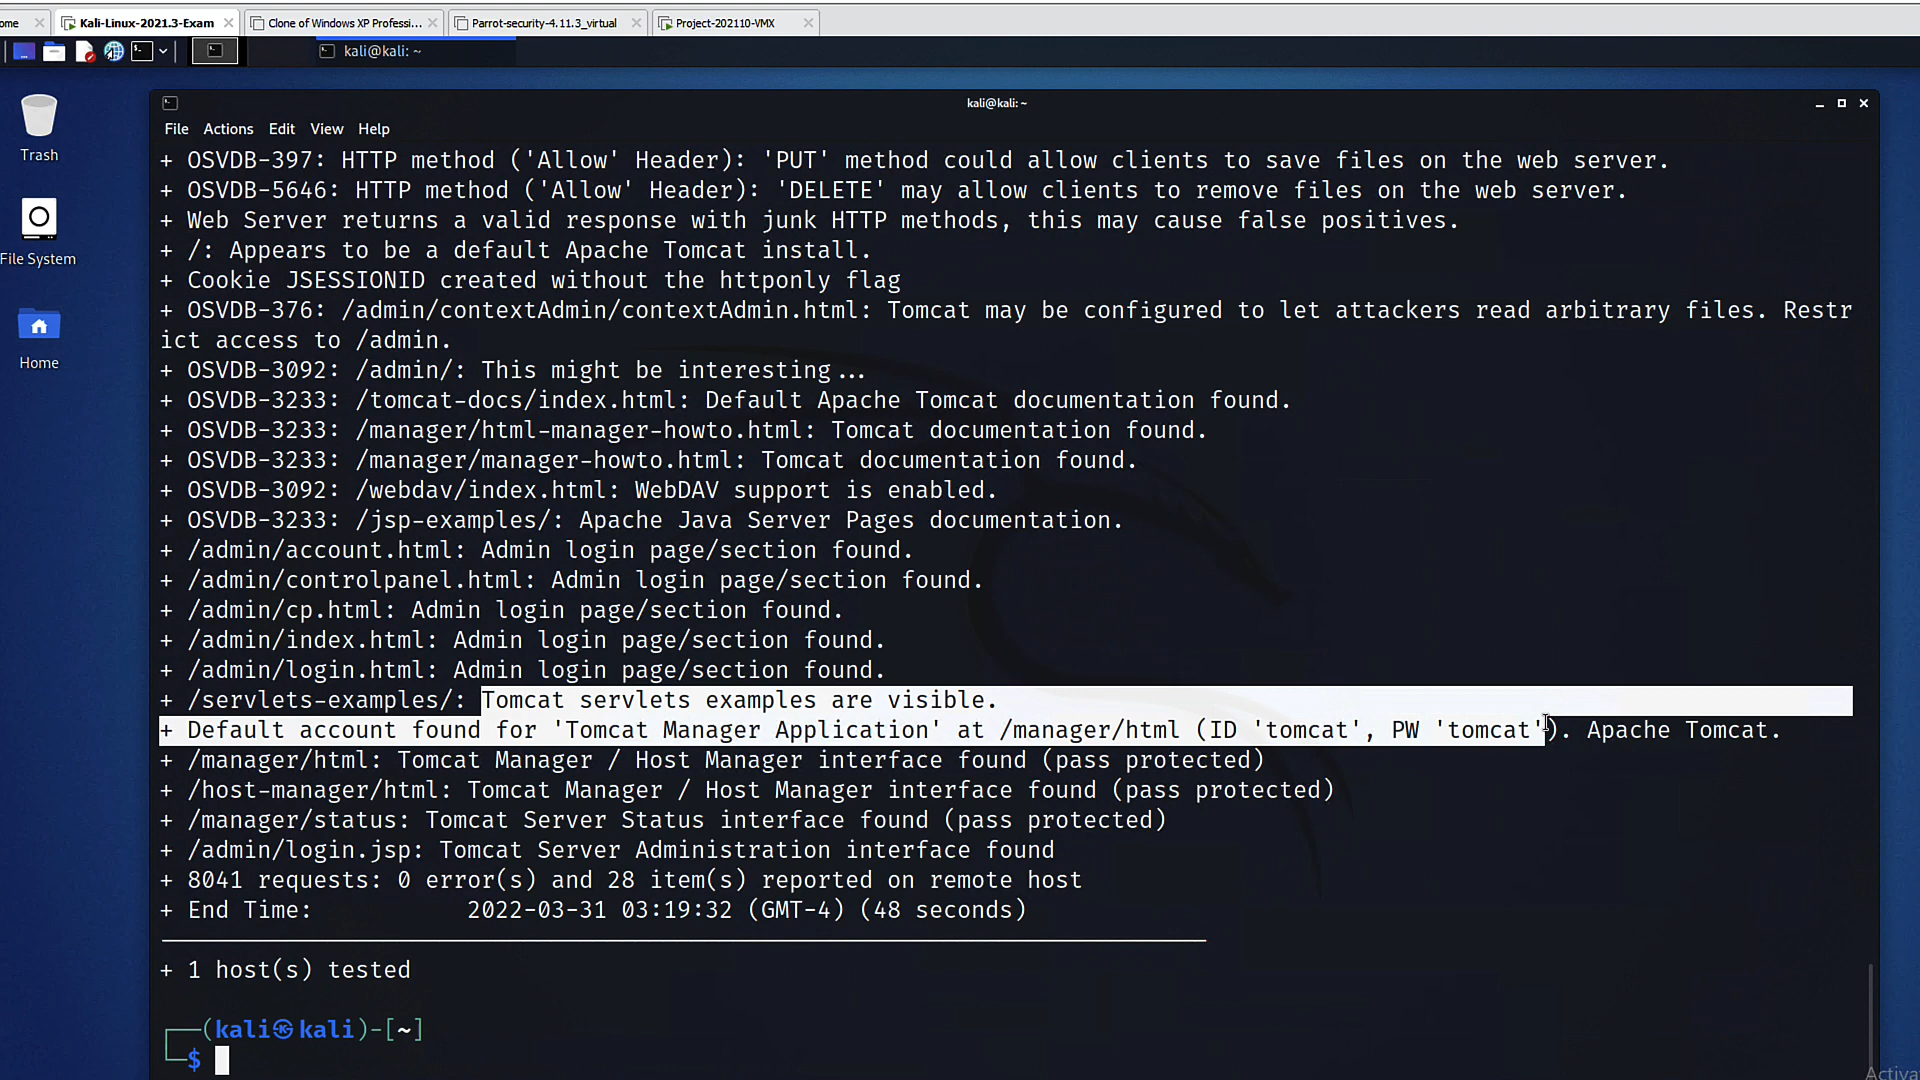 ome
Kali-Linux-2021.3-Exam
Clone of Windows XP Professi...
Parrot-security-4.11.3_virtual
Project-202110-VMX
kali@kali: ~
Trash
File System
Home
kali@kali: ~
File Actions Edit View Help
+ OSVDB-397: HTTP method ('Allow' Header): 'PUT' method could allow clients to save files on the web server.
+ OSVDB-5646: HTTP method ('Allow' Header): 'DELETE' may allow clients to remove files on the web server.
+ Web Server returns a valid response with junk HTTP methods, this may cause false positives.
+ /: Appears to be a default Apache Tomcat install.
+ Cookie JSESSIONID created without the httponly flag
+ OSVDB-376: /admin/contextAdmin/contextAdmin.html: Tomcat may be configured to let attackers read arbitrary files. Restr
ict access to /admin.
+ OSVDB-3092: /admin/: This might be interesting...
+ OSVDB-3233: /tomcat-docs/index.html: Default Apache Tomcat documentation found.
+ OSVDB-3233: /manager/html-manager-howto.html: Tomcat documentation found.
+ OSVDB-3233: /manager/manager-howto.html: Tomcat documentation found.
+ OSVDB-3092: /webdav/index.html: WebDAV support is enabled.
+ OSVDB-3233: /jsp-examples/: Apache Java Server Pages documentation.
+ /admin/account.html: Admin login page/section found.
+ /admin/controlpanel.html: Admin login page/section found.
+ /admin/cp.html: Admin login page/section found.
+ /admin/index.html: Admin login page/section found.
+ /admin/login.html: Admin login page/section found.
+ /servlets-examples/: Tomcat servlets examples are visible.
+ Default account found for 'Tomcat Manager Application' at /manager/html (ID 'tomcat', PW 'tomcat'). Apache Tomcat.
+ /manager/html: Tomcat Manager / Host Manager interface found (pass protected)
+ /host-manager/html: Tomcat Manager / Host Manager interface found (pass protected)
+ /manager/status: Tomcat Server Status interface found (pass protected)
+ /admin/login.jsp: Tomcat Server Administration interface found
+ 8041 requests: 0 error(s) and 28 item(s) reported on remote host
+ End Time: 2022-03-31 03:19:32 (GMT-4) (48 seconds)
+ 1 host(s) tested
(kali㉿kali)-[~]
$
Activa